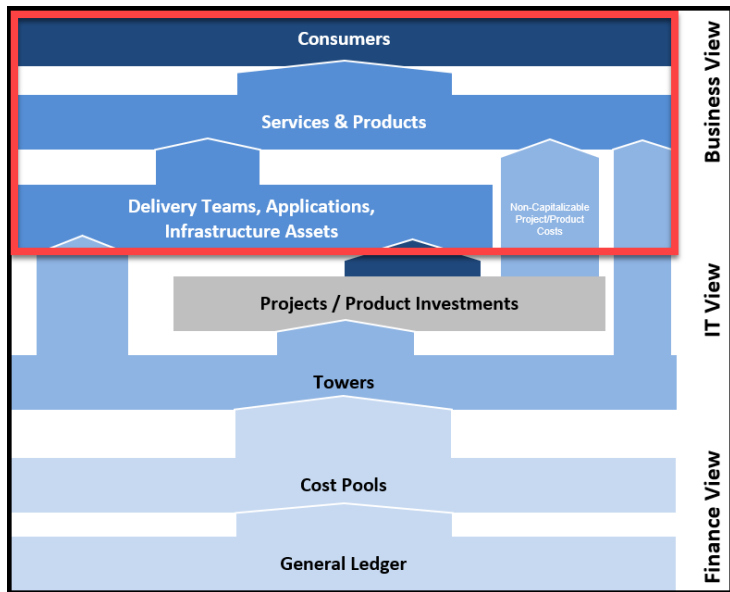 Consumers
Services & Products
Delivery Teams, Applications,
Infrastructure Assets
Non-Capitalizable
Project/Product
Costs
Projects / Product Investments
Towers
Cost Pools
General Ledger
Business View
IT View
Finance View